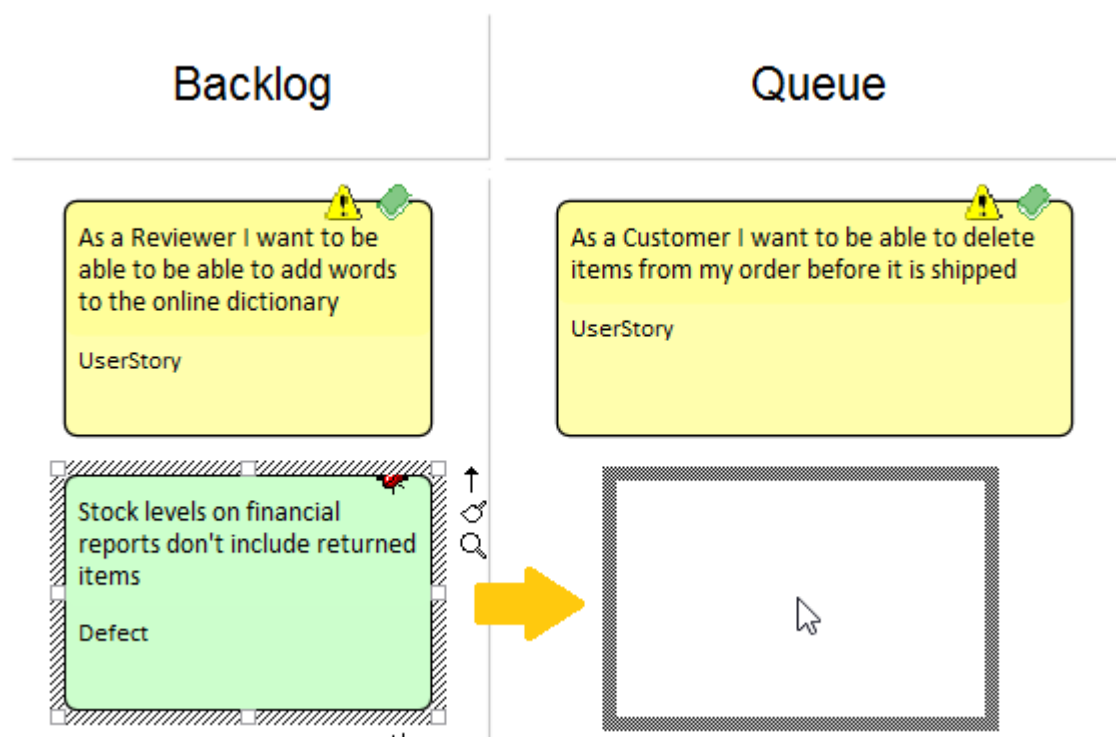 Backlog
Queue
As a Reviewer I want to be
able to be able to add words
to the online dictionary
UserStory
As a Customer I want to be able to delete
items from my order before it is shipped
UserStory
Stock levels on financial
reports don't include returned
items
Defect